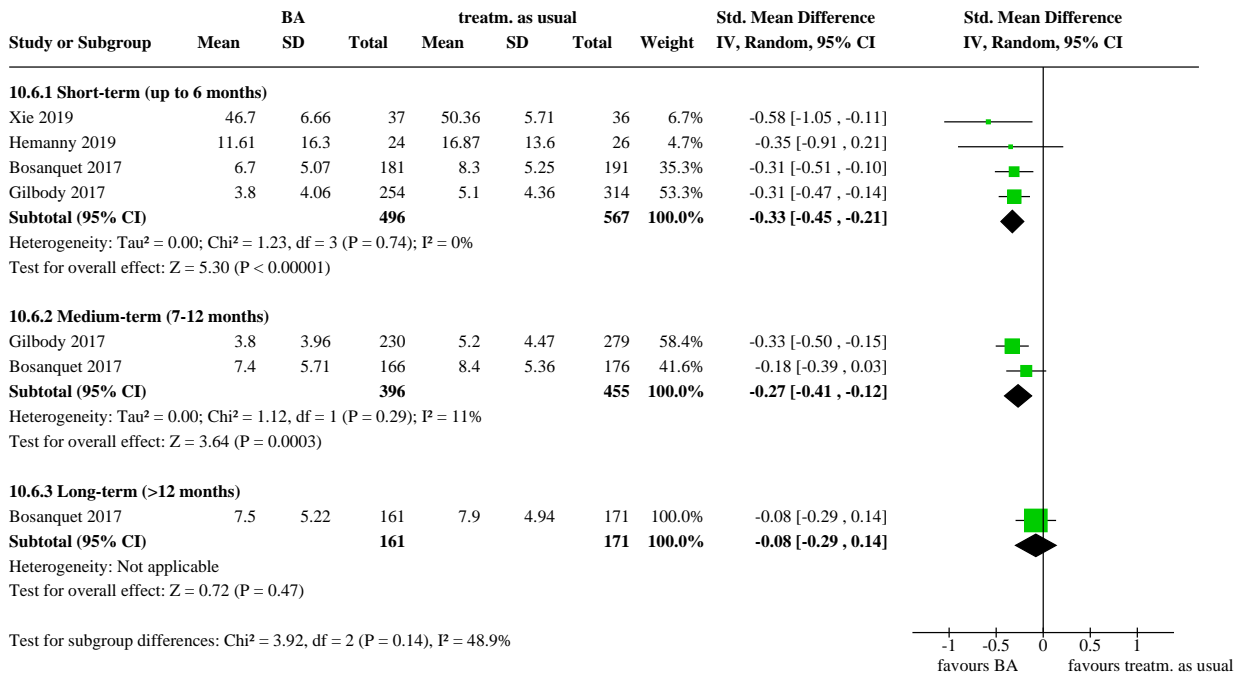 BA treatm. as usual Std. Mean Difference Std. Mean Difference
Study or Subgroup Mean SD Total Mean SD Total Weight IV, Random, 95% CI IV, Random, 95% CI
10.6.1 Short-term (up to 6 months)
Xie 2019 46.7 6.66 37 50.36 5.71 36 6.7% -0.58 [-1.05 , -0.11]
Hemanny 2019 11.61 16.3 24 16.87 13.6 26 4.7% -0.35 [-0.91 , 0.21]
Bosanquet 2017 6.7 5.07 181 8.3 5.25 191 35.3% -0.31 [-0.51 , -0.10]
Gilbody 2017 3.8 4.06 254 5.1 4.36 314 53.3% -0.31 [-0.47 , -0.14]
Subtotal (95% CI) 496 567 100.0% -0.33 [-0.45 , -0.21]
Heterogeneity: Tau² = 0.00; Chi² = 1.23, df = 3 (P = 0.74); I² = 0%
Test for overall effect: Z = 5.30 (P < 0.00001)
10.6.2 Medium-term (7-12 months)
Gilbody 2017 3.8 3.96 230 5.2 4.47 279 58.4% -0.33 [-0.50 , -0.15]
Bosanquet 2017 7.4 5.71 166 8.4 5.36 176 41.6% -0.18 [-0.39 , 0.03]
Subtotal (95% CI) 396 455 100.0% -0.27 [-0.41 , -0.12]
Heterogeneity: Tau² = 0.00; Chi² = 1.12, df = 1 (P = 0.29); I² = 11%
Test for overall effect: Z = 3.64 (P = 0.0003)
10.6.3 Long-term (>12 months)
Bosanquet 2017 7.5 5.22 161 7.9 4.94 171 100.0% -0.08 [-0.29 , 0.14]
Subtotal (95% CI) 161 171 100.0% -0.08 [-0.29 , 0.14]
Heterogeneity: Not applicable
Test for overall effect: Z = 0.72 (P = 0.47)
Test for subgroup differences: Chi² = 3.92, df = 2 (P = 0.14), I² = 48.9%
-1 -0.5 0 0.5 1
favours BA favours treatm. as usual